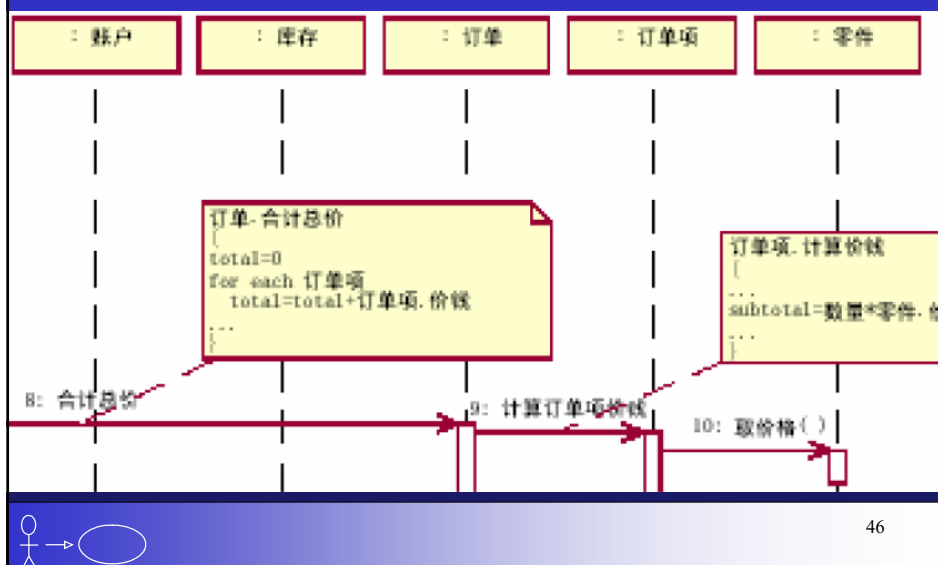 : 账户
: 库存
: 订单
: 订单项
: 零件
订单.合计总价
{
total=0
for each 订单项
total=total+订单项.价钱
...
}
订单项.计算价钱
{
...
subtotal=数量*零件.
...
}
8: 合计总价
9: 计算订单项价钱
10: 取价格( )
46